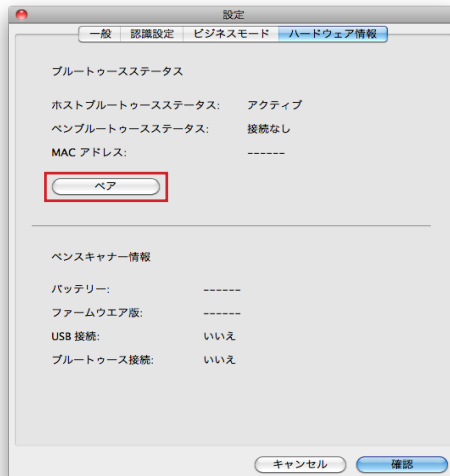 設定
一般 認識設定 ビジネスモード ハードウェア情報
ブルートゥースステータス
ホストブルートゥースステータス: アクティブ
ペンブルートゥースステータス: 接続なし
MAC アドレス: ------
ペア
ペンスキャナー情報
バッテリー: ------
ファームウエア版: ------
USB 接続: いいえ
ブルートゥース接続: いいえ
キャンセル 確認